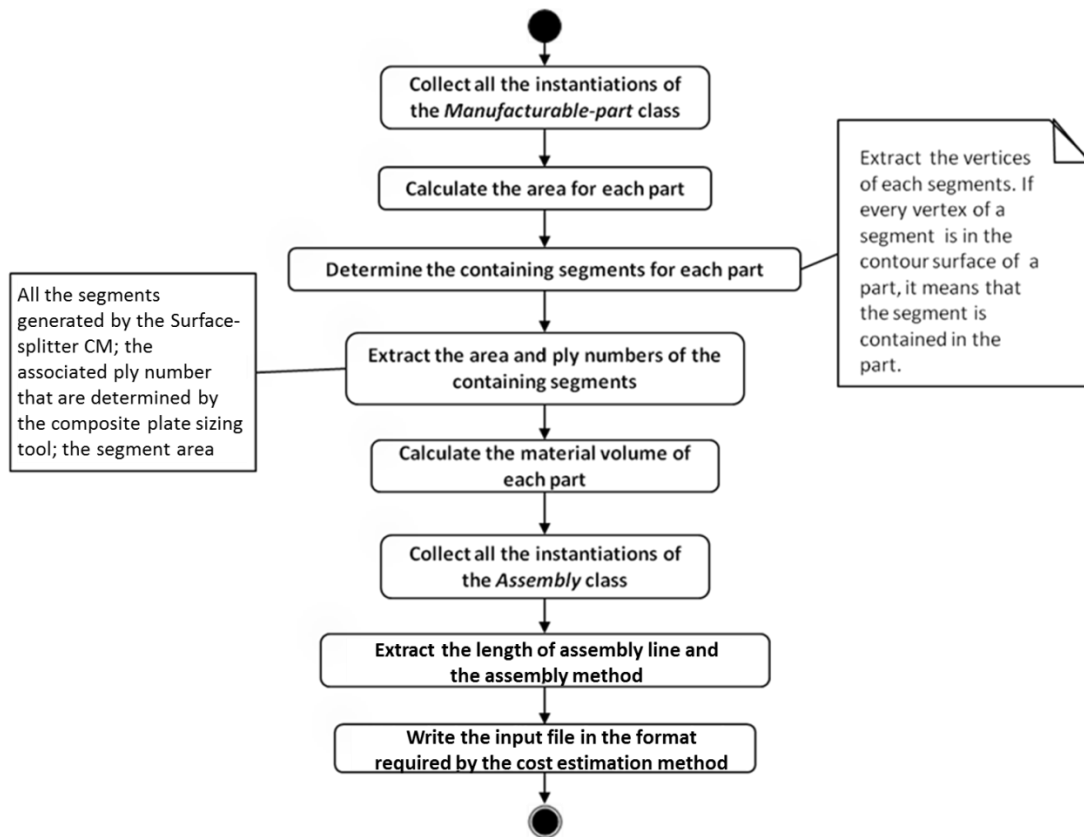 Collect all the instantiations of
the Manufacturable-part class
Calculate the area for each part
Determine the containing segments for each part
Extract the vertices
of each segments. If
every vertex of a
segment is in the
contour surface of a
part, it means that
the segment is
contained in the
part.
All the segments
generated by the Surface-
splitter CM; the
associated ply number
that are determined by
the composite plate sizing
tool; the segment area
Extract the area and ply numbers of the
containing segments
Calculate the material volume of
each part
Collect all the instantiations of
the Assembly class
Extract the length of assembly line and
the assembly method
Write the input file in the format
required by the cost estimation method